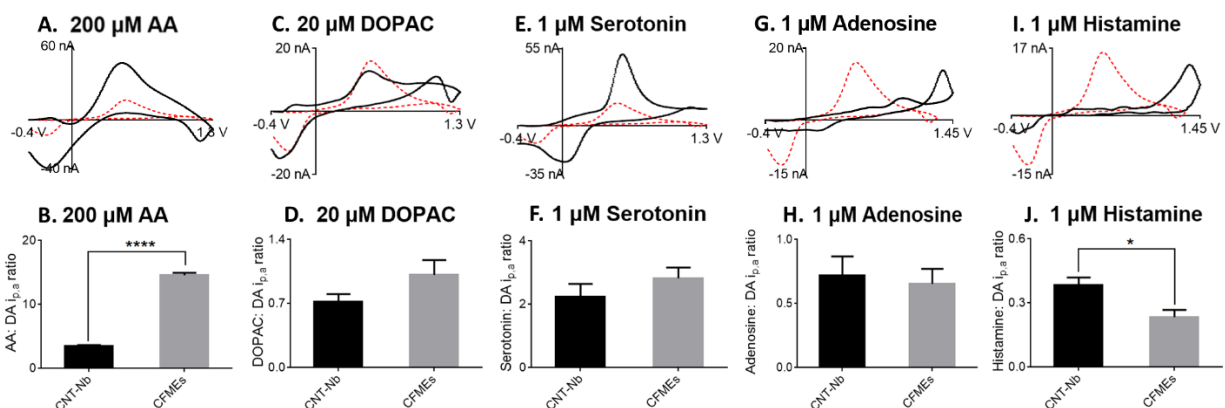 A. 200 µM AA
60 nA
-0.4 V
1.3 V
-40 nA
C. 20 µM DOPAC
20 nA
-0.4 V
1.3 V
-20 nA
E. 1 µM Serotonin
55 nA
-0.4 V
1.3 V
-35 nA
G. 1 µM Adenosine
20 nA
-0.4 V
1.45 V
-15 nA
I. 1 µM Histamine
17 nA
-0.4 V
1.45 V
-15 nA
B. 200 µM AA
AA: DA ip,a ratio
20
10
0
****
CNT-Nb
CFMEs
D. 20 µM DOPAC
DOPAC: DA ip,a ratio
1.4
0.7
0.0
CNT-Nb
CFMEs
F. 1 µM Serotonin
Serotonin: DA ip,a ratio
4
2
0
CNT-Nb
CFMEs
H. 1 µM Adenosine
Adenosine: DA ip,a ratio
1.0
0.5
0.0
CNT-Nb
CFMEs
J. 1 µM Histamine
Histamine: DA ip,a ratio
0.6
0.3
0.0
*
CNT-Nb
CFMEs